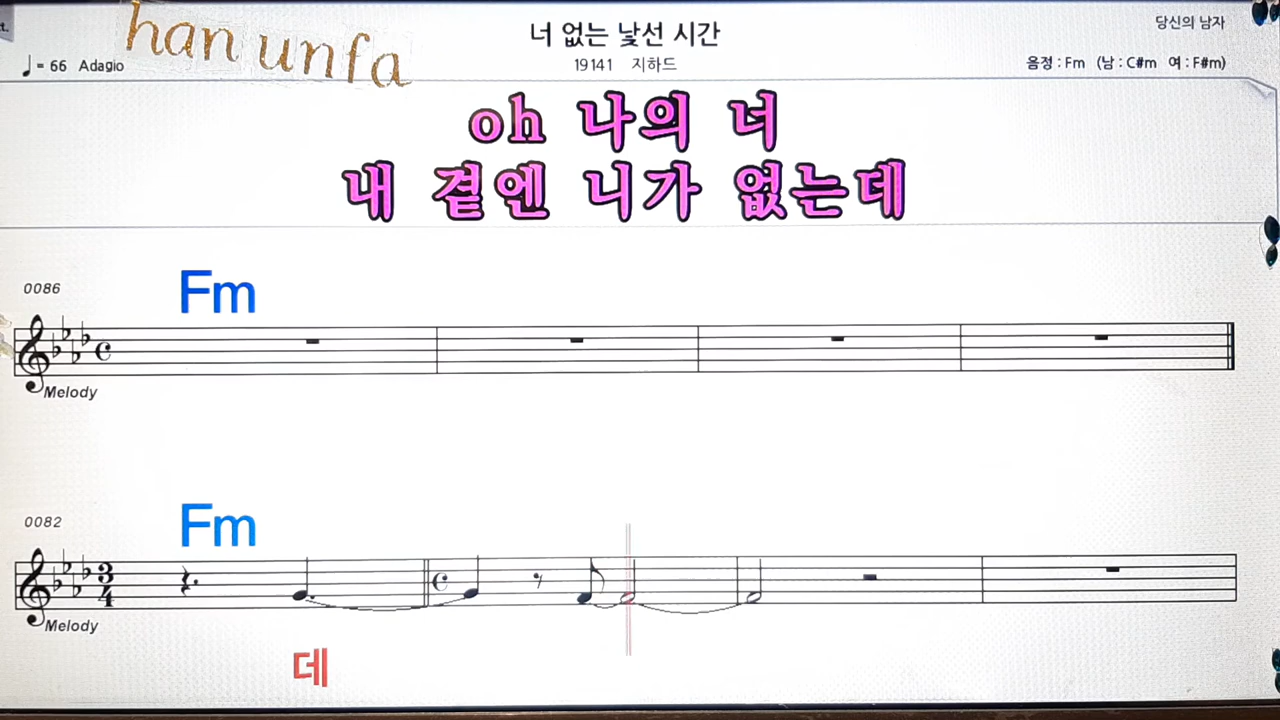 han unfa
너 없는 낯선 시간
당신의 남자
♩ = 66 Adagio
19141 지하드
음정 : Fm (남 : C#m 여 : F#m)
oh 나의 너
내 곁엔 니가 없는데
0086
Fm
Melody
0082
Fm
3
4
Melody
데